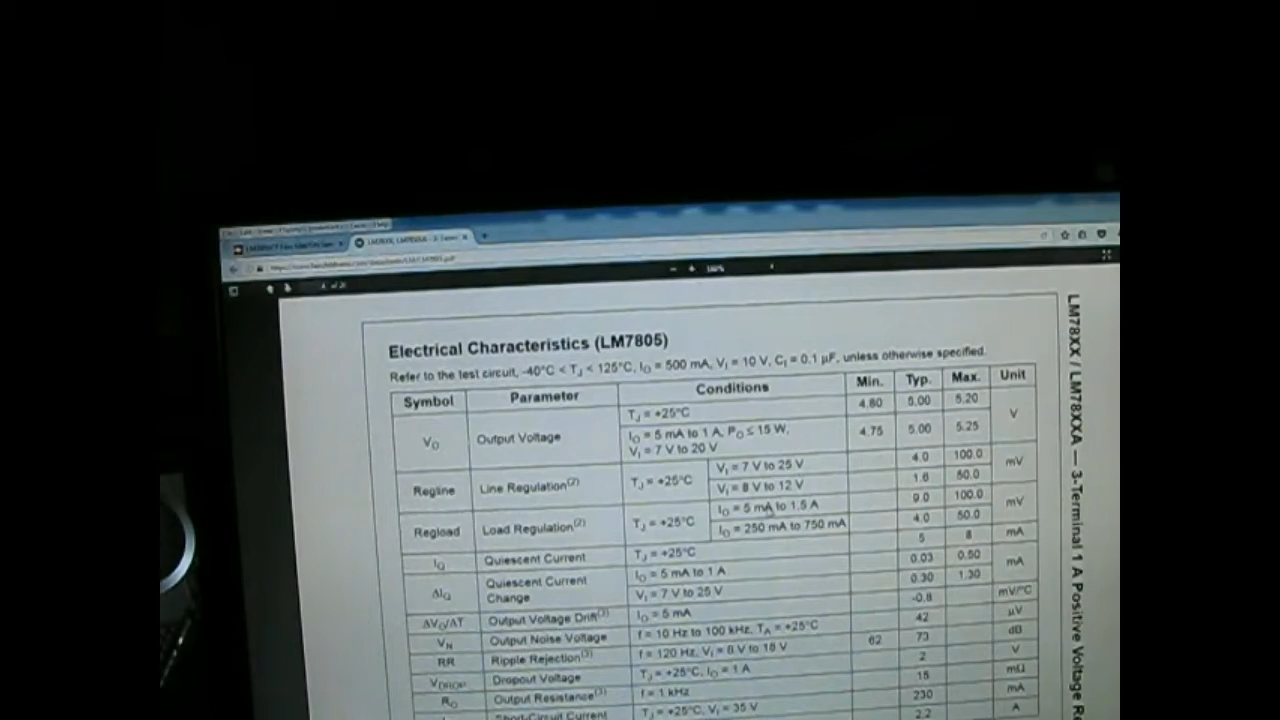 Electrical Characteristics (LM7805)
Refer to the test circuit, -40°C < TJ < 125°C, IO = 500 mA, VI = 10 V, CI = 0.1 µF, unless otherwise specified.
Symbol Parameter Conditions Min. Typ. Max. Unit
VO Output Voltage TJ = +25°C 4.80 5.00 5.20 V
IO = 5 mA to 1 A, PO ≤ 15 W, VI = 7 V to 20 V 4.75 5.00 5.25
Regline Line Regulation(2) TJ = +25°C VI = 7 V to 25 V 4.0 100.0 mV
VI = 8 V to 12 V 1.6 50.0
Regload Load Regulation(2) TJ = +25°C IO = 5 mA to 1.5 A 9.0 100.0 mV
IO = 250 mA to 750 mA 4.0 50.0
IQ Quiescent Current TJ = +25°C 5 8 mA
ΔIQ Quiescent Current Change IO = 5 mA to 1 A 0.03 0.50 mA
VI = 7 V to 25 V 0.30 1.30
ΔVO/ΔT Output Voltage Drift(3) IO = 5 mA -0.8 mV/°C
VN Output Noise Voltage f = 10 Hz to 100 kHz, TA = +25°C 42 µV
RR Ripple Rejection(3) f = 120 Hz, VI = 8 V to 18 V 62 73 dB
VDROP Dropout Voltage TJ = +25°C, IO = 1 A 2 V
RO Output Resistance(3) f = 1 kHz 15 mΩ
Short-Circuit Current TJ = +25°C, VI = 35 V 230 mA
2.2 A
LM78XX / LM78XXA — 3-Terminal 1 A Positive Voltage Re